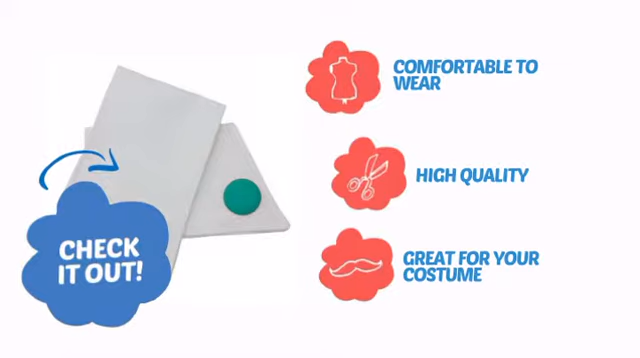 COMFORTABLE TO
WEAR
HIGH QUALITY
CHECK
IT OUT!
GREAT FOR YOUR
COSTUME